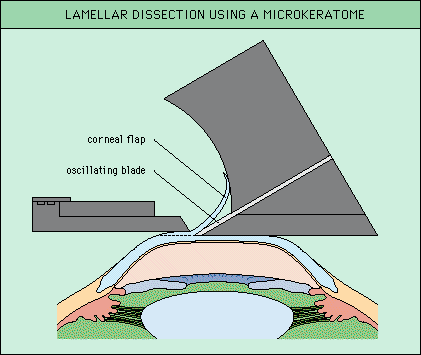 LAMELLAR DISSECTION USING A MICROKERATOME
corneal flap
oscillating blade